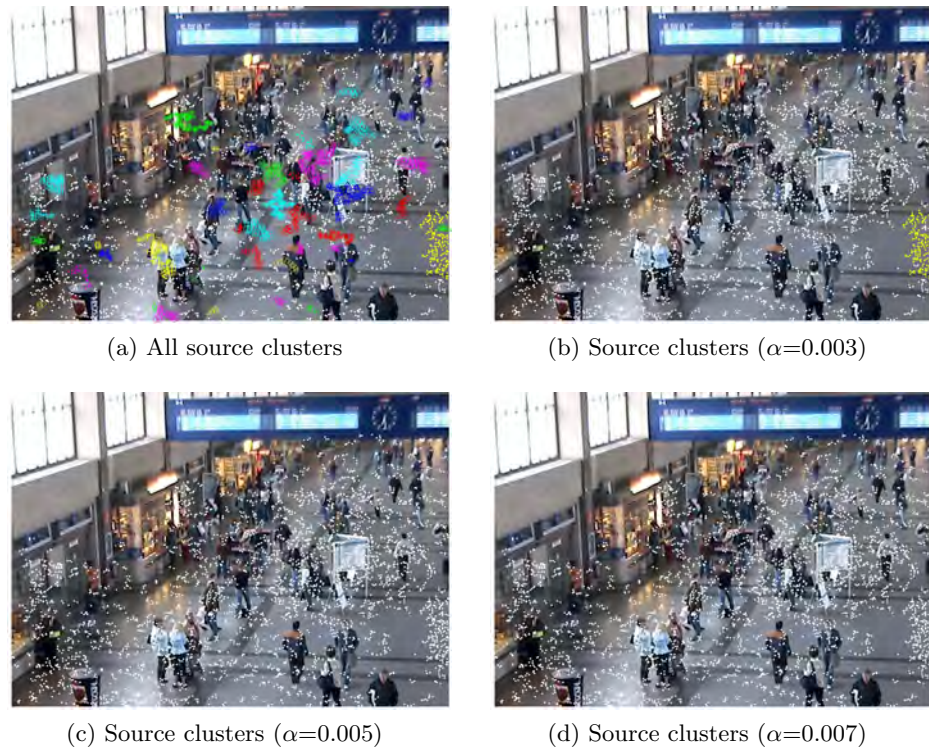 (a) All source clusters
(b) Source clusters (α=0.003)
(c) Source clusters (α=0.005)
(d) Source clusters (α=0.007)